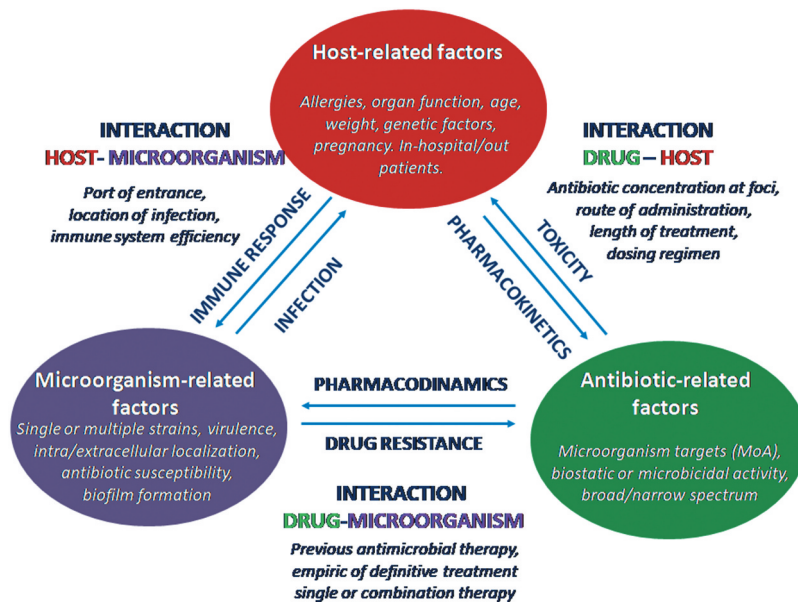 Host-related factors
Allergies, organ function, age,
weight, genetic factors,
pregnancy. In-hospital/out
patients.
INTERACTION
HOST- MICROORGANISM
Port of entrance,
location of infection,
immune system efficiency
INTERACTION
DRUG – HOST
Antibiotic concentration at foci,
route of administration,
length of treatment,
dosing regimen
IMMUNE RESPONSE
INFECTION
PHARMACOKINETICS
TOXICITY
Microorganism-related
factors
Single or multiple strains, virulence,
intra/extracellular localization,
antibiotic susceptibility,
biofilm formation
PHARMACODINAMICS
DRUG RESISTANCE
Antibiotic-related
factors
Microorganism targets (MoA),
biostatic or microbicidal activity,
broad/narrow spectrum
INTERACTION
DRUG-MICROORGANISM
Previous antimicrobial therapy,
empiric of definitive treatment
single or combination therapy